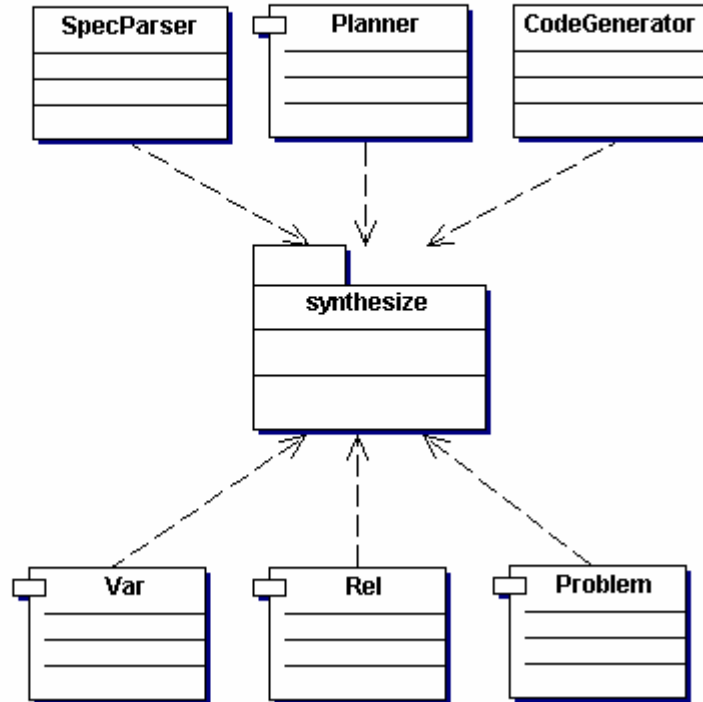 SpecParser
Planner
CodeGenerator
synthesize
Var
Rel
Problem